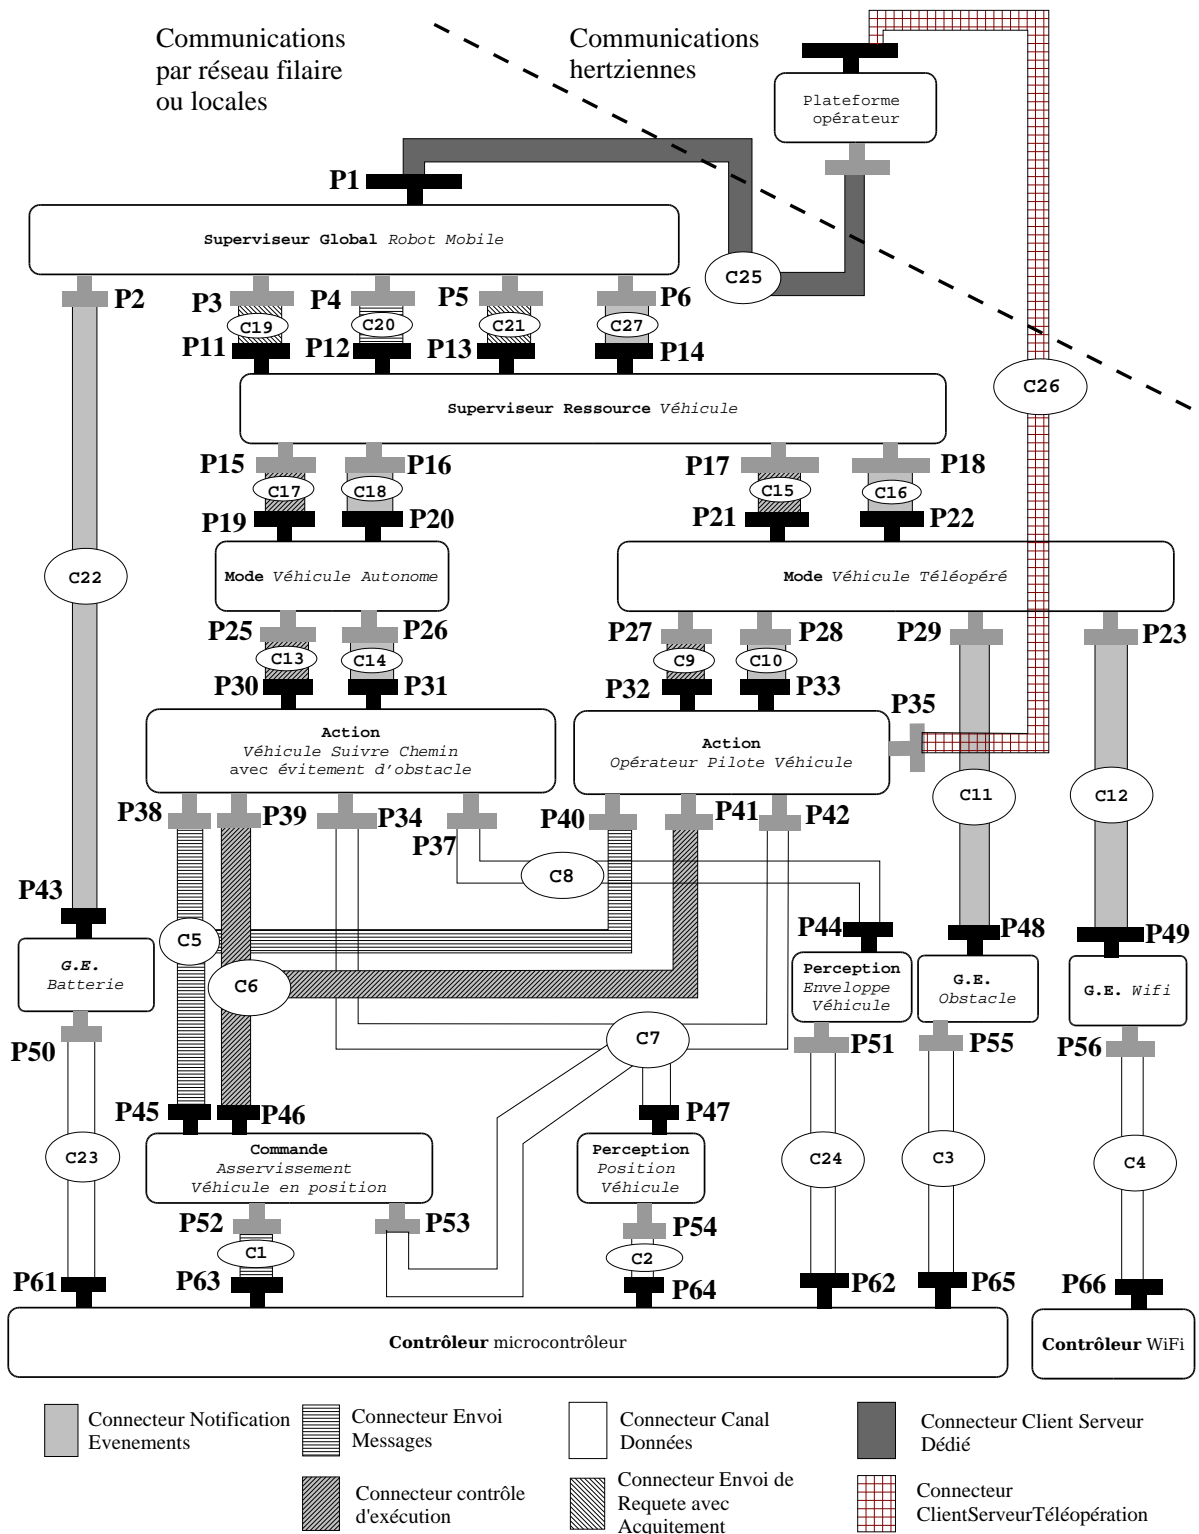 Communications
par réseau filaire
ou locales
Communications
hertziennes
Plateforme
opérateur
P1
Superviseur Global Robot Mobile
C25
P2
P3
P4
P5
P6
C19
C20
C21
C27
P11
P12
P13
P14
C26
Superviseur Ressource Véhicule
P15
P16
P17
P18
C17
C18
C15
C16
P19
P20
P21
P22
C22
Mode Véhicule Autonome
Mode Véhicule Téléopéré
P25
P26
P27
P28
P29
P23
C13
C14
C9
C10
P30
P31
P32
P33
P35
Action
Véhicule Suivre Chemin
avec évitement d'obstacle
Action
Opérateur Pilote Véhicule
C11
C12
P38
P39
P34
P37
P40
P41
P42
C8
P43
P44
P48
P49
C5
C6
G.E.
Batterie
Perception
Enveloppe
Véhicule
G.E.
Obstacle
G.E. Wifi
P50
C7
P51
P55
P56
P45
P46
P47
C23
Commande
Asservissement
Véhicule en position
Perception
Position
Véhicule
C24
C3
C4
P52
P53
P54
C1
C2
P61
P63
P64
P62
P65
P66
Contrôleur microcontrôleur
Contrôleur WiFi
Connecteur Notification
Evenements
Connecteur Envoi
Messages
Connecteur Canal
Données
Connecteur Client Serveur
Dédié
Connecteur contrôle
d'exécution
Connecteur Envoi de
Requete avec
Acquitement
Connecteur
ClientServeurTéléopération